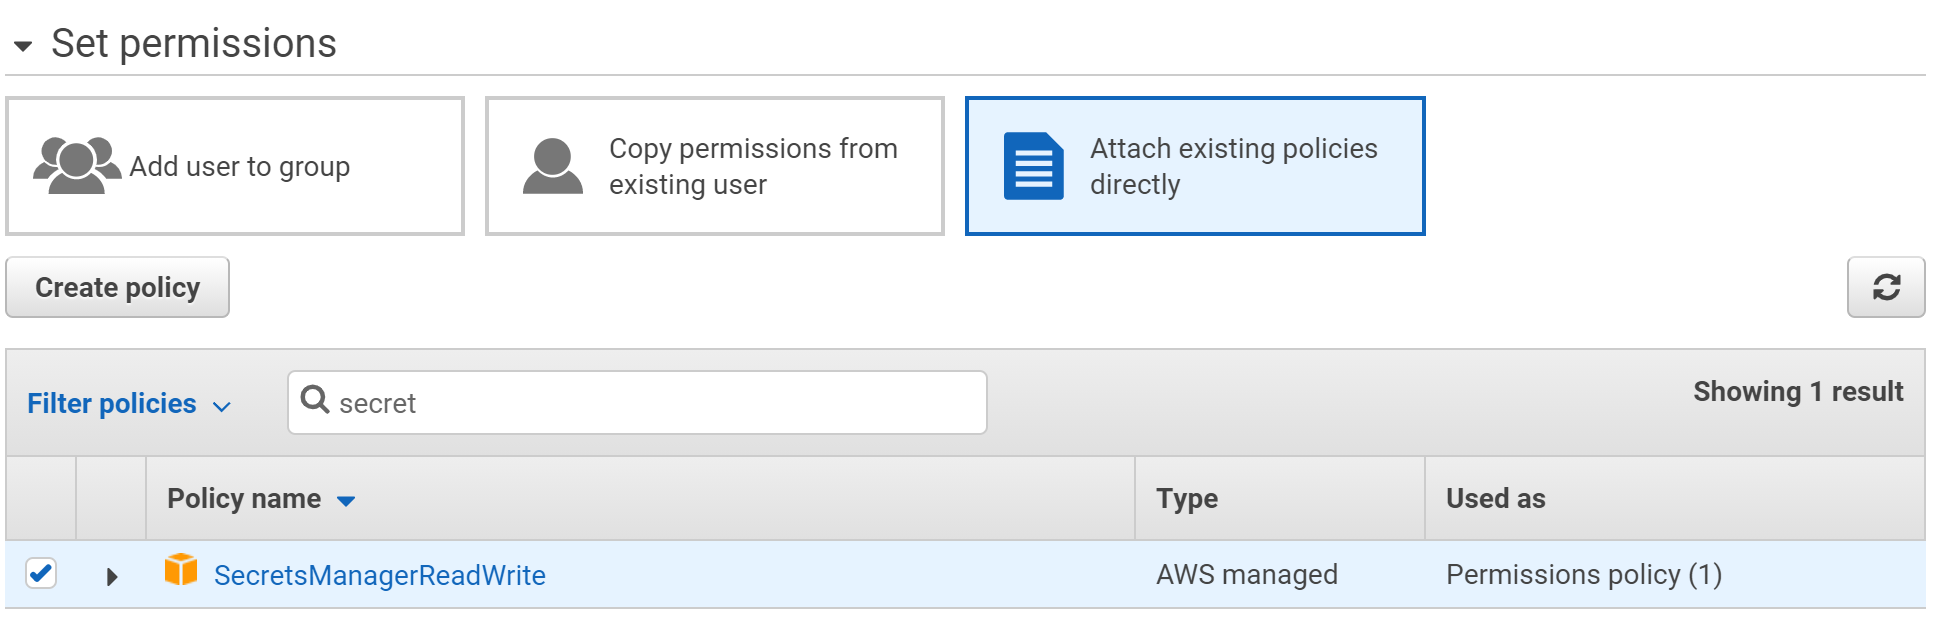 Set permissions
Add user to group
Copy permissions from
existing user
Attach existing policies
directly
Create policy
Filter policies
secret
Showing 1 result
Policy name
Type
Used as
SecretsManagerReadWrite
AWS managed
Permissions policy (1)